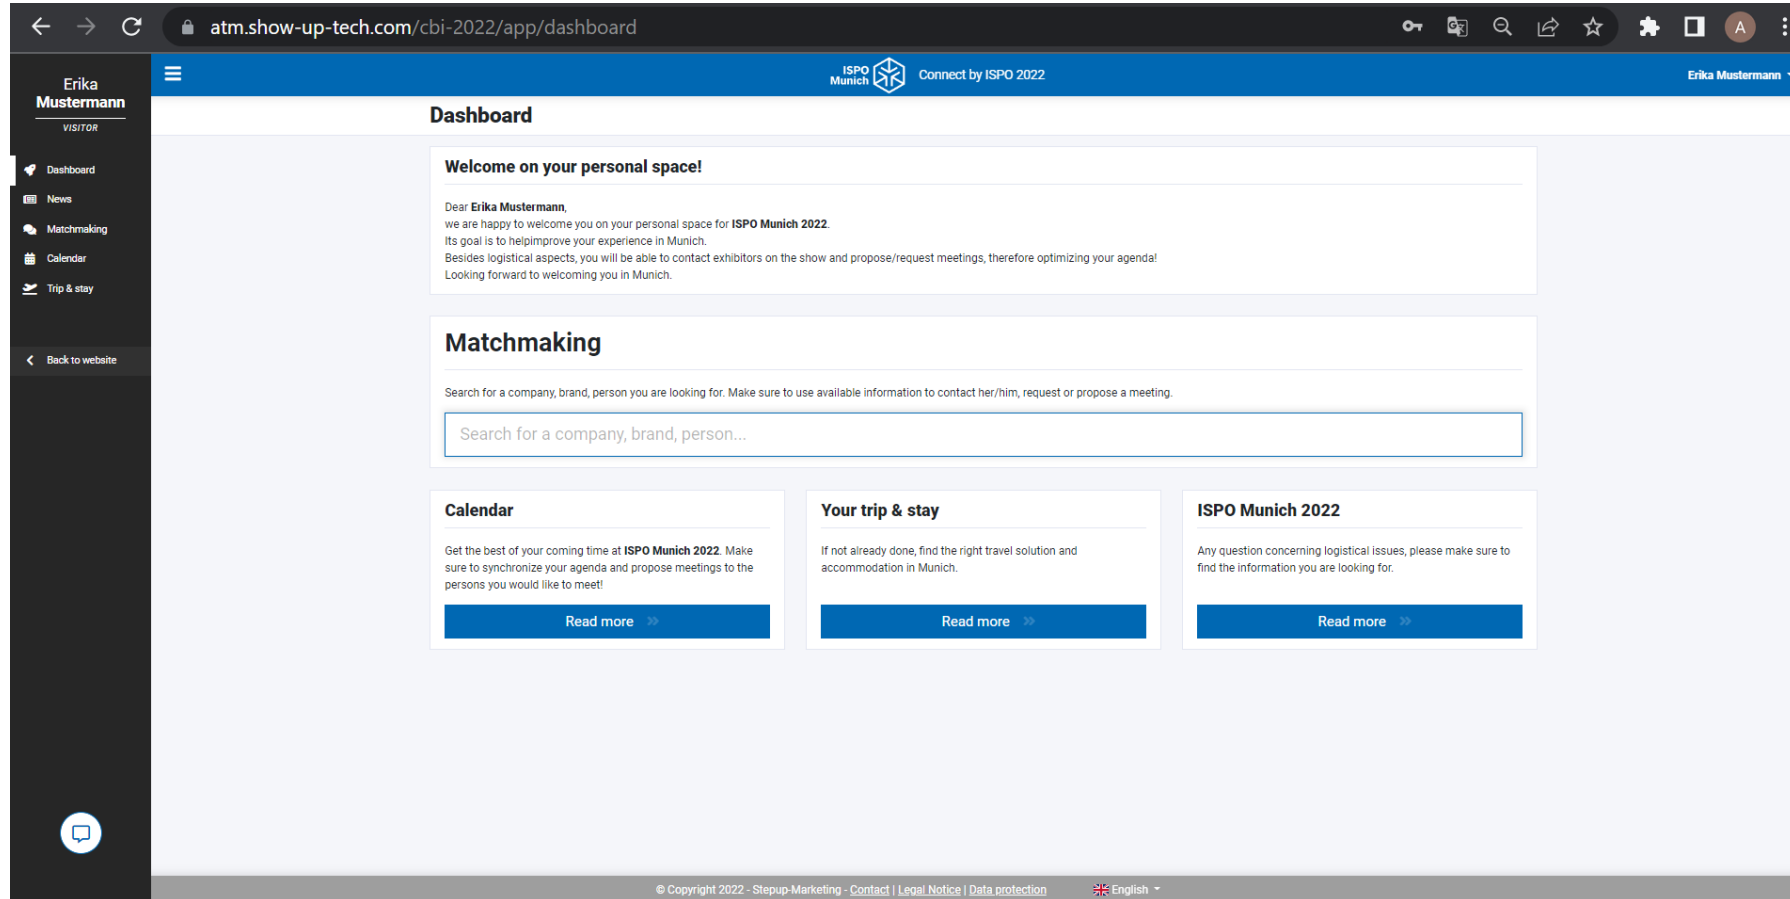 atm.show-up-tech.com/cbi-2022/app/dashboard
A
Erika
Mustermann
VISITOR
Dashboard
News
Matchmaking
Calendar
Trip & stay
Back to website
ISPO
Munich
Connect by ISPO 2022
Erika Mustermann
Dashboard
Welcome on your personal space!
Dear Erika Mustermann,
we are happy to welcome you on your personal space for ISPO Munich 2022.
Its goal is to helpimprove your experience in Munich.
Besides logistical aspects, you will be able to contact exhibitors on the show and propose/request meetings, therefore optimizing your agenda!
Looking forward to welcoming you in Munich.
Matchmaking
Search for a company, brand, person you are looking for. Make sure to use available information to contact her/him, request or propose a meeting.
Search for a company, brand, person...
Calendar
Get the best of your coming time at ISPO Munich 2022. Make
sure to synchronize your agenda and propose meetings to the
persons you would like to meet!
Read more
Your trip & stay
If not already done, find the right travel solution and
accommodation in Munich.
Read more
ISPO Munich 2022
Any question concerning logistical issues, please make sure to
find the information you are looking for.
Read more
© Copyright 2022 - Stepup-Marketing - Contact | Legal Notice | Data protection
English